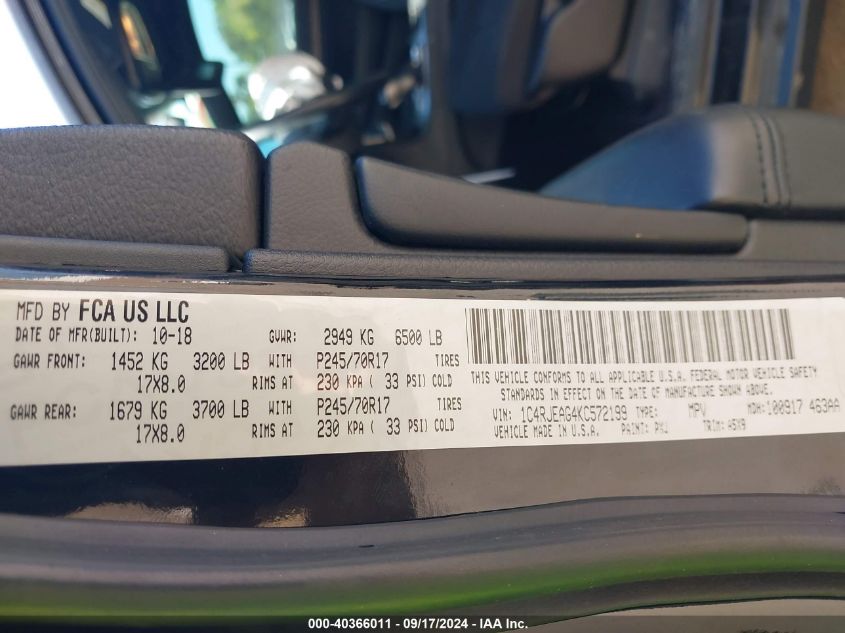 MFD BY FCA US LLC
DATE OF MFR(BUILT): 10-18 GVWR: 2949 KG 6500 LB
GAWR FRONT: 1452 KG 3200 LB WITH P245/70R17 TIRES
17X8.0 RIMS AT 230 KPA ( 33 PSI) COLD
GAWR REAR: 1679 KG 3700 LB WITH P245/70R17 TIRES
17X8.0 RIMS AT 230 KPA ( 33 PSI) COLD
THIS VEHICLE CONFORMS TO ALL APPLICABLE U.S.A. FEDERAL MOTOR VEHICLE SAFETY
STANDARDS IN EFFECT ON THE DATE OF MANUFACTURE SHOWN ABOVE.
VIN: 1C4RJEAG4KC572199 TYPE: MPV MDH: 100917 463AA
VEHICLE MADE IN U.S.A. PAINT: PXJ TRIM: A5X9
000-40366011 - 09/17/2024 - IAA Inc.